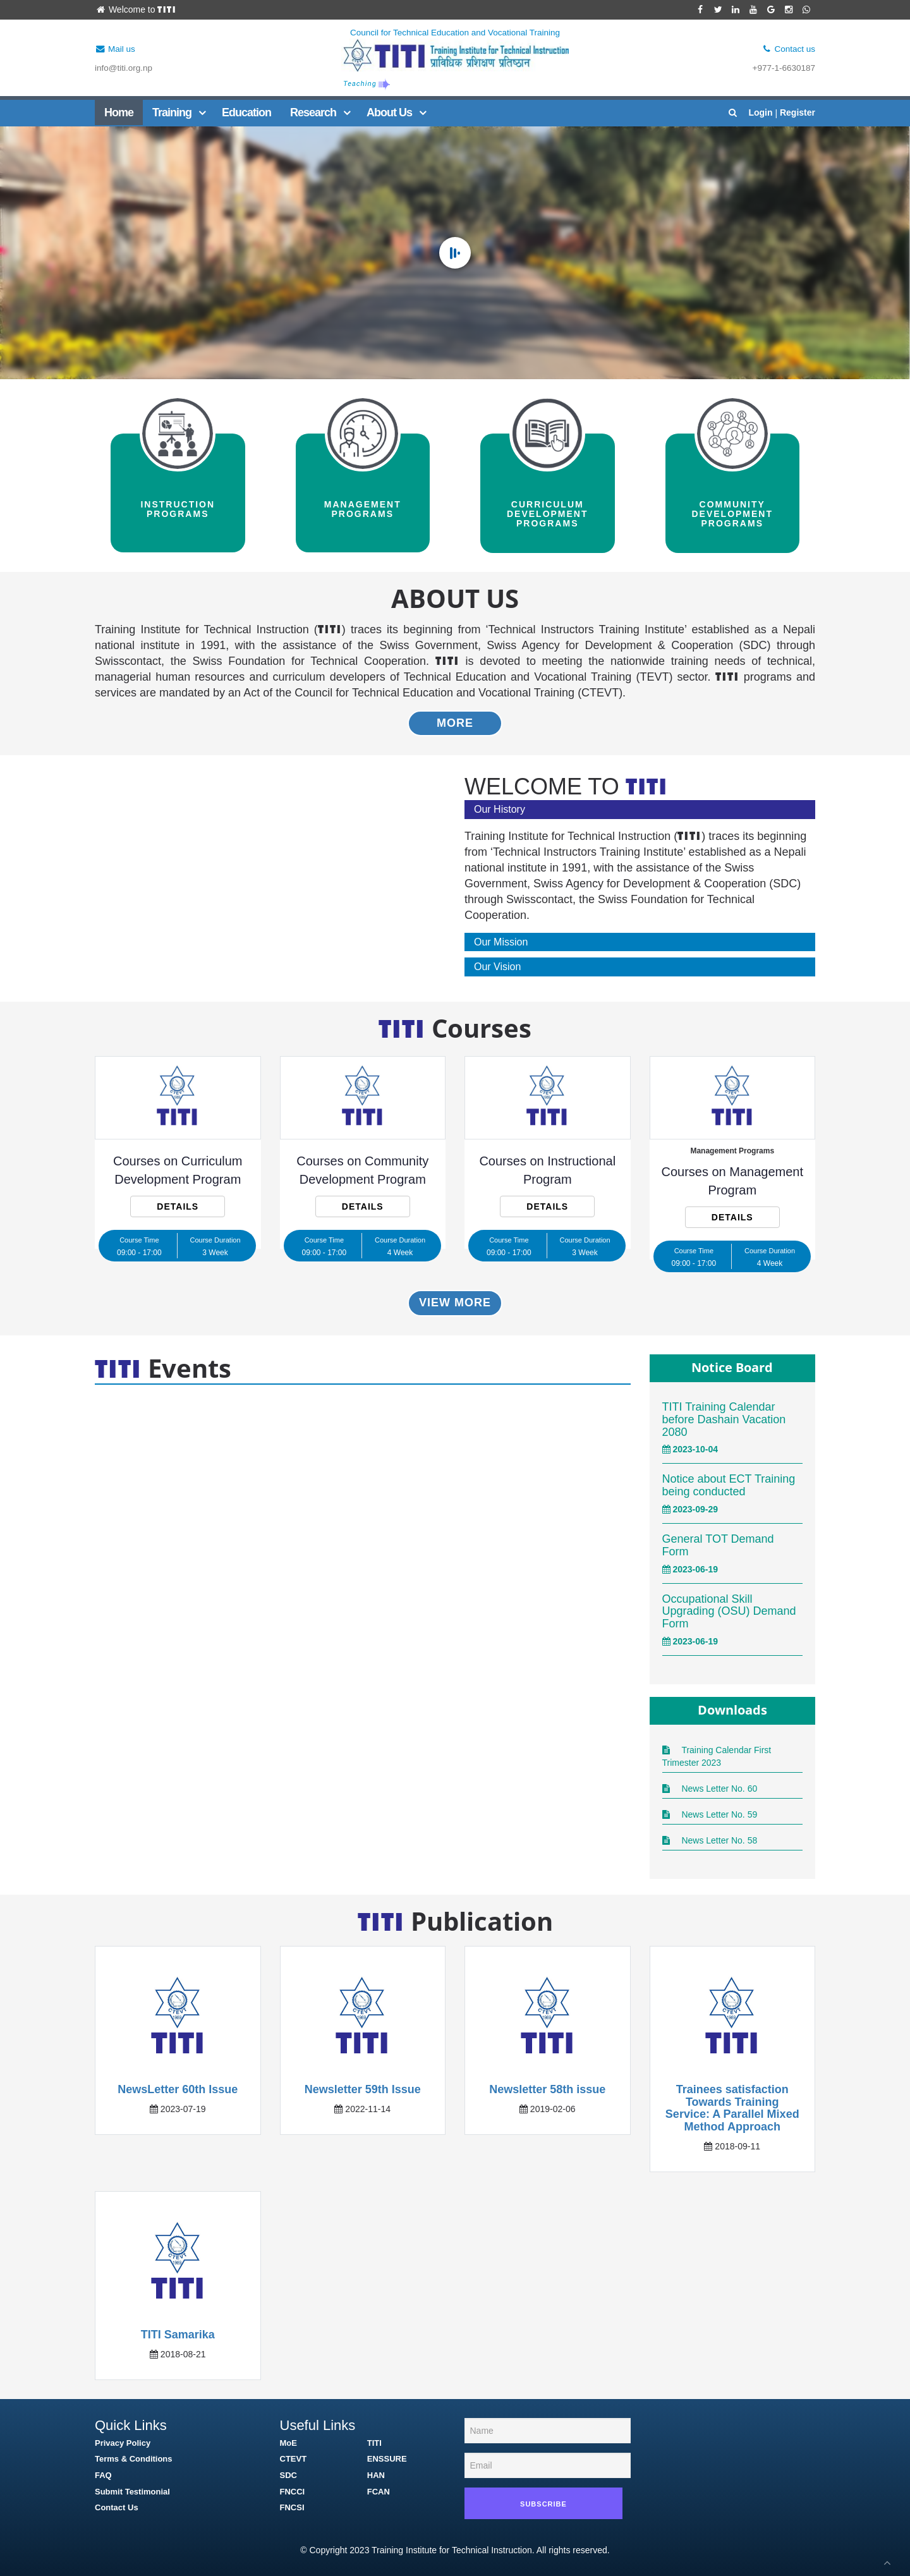 Welcome to TITI
Council for Technical Education and Vocational Training
Mail us
info@titi.org.np
TITI
Training Institute for Technical Instruction
प्राविधिक प्रशिक्षण प्रतिष्ठान
Teaching
Contact us
+977-1-6630187
Home Training Education Research About Us
Login | Register
INSTRUCTION
PROGRAMS
MANAGEMENT
PROGRAMS
CURRICULUM
DEVELOPMENT
PROGRAMS
COMMUNITY
DEVELOPMENT
PROGRAMS
ABOUT US
Training Institute for Technical Instruction (TITI) traces its beginning from ‘Technical Instructors Training Institute’ established as a Nepali
national institute in 1991, with the assistance of the Swiss Government, Swiss Agency for Development & Cooperation (SDC) through
Swisscontact, the Swiss Foundation for Technical Cooperation. TITI is devoted to meeting the nationwide training needs of technical,
managerial human resources and curriculum developers of Technical Education and Vocational Training (TEVT) sector. TITI programs and
services are mandated by an Act of the Council for Technical Education and Vocational Training (CTEVT).
MORE
WELCOME TO TITI
Our History
Training Institute for Technical Instruction (TITI) traces its beginning
from ‘Technical Instructors Training Institute’ established as a Nepali
national institute in 1991, with the assistance of the Swiss
Government, Swiss Agency for Development & Cooperation (SDC)
through Swisscontact, the Swiss Foundation for Technical
Cooperation.
Our Mission
Our Vision
TITI Courses
TITI
Courses on Curriculum
Development Program
DETAILS
Course Time
09:00 - 17:00
Course Duration
3 Week
TITI
Courses on Community
Development Program
DETAILS
Course Time
09:00 - 17:00
Course Duration
4 Week
TITI
Courses on Instructional
Program
DETAILS
Course Time
09:00 - 17:00
Course Duration
3 Week
TITI
Management Programs
Courses on Management
Program
DETAILS
Course Time
09:00 - 17:00
Course Duration
4 Week
VIEW MORE
TITI Events
Notice Board
TITI Training Calendar
before Dashain Vacation
2080
2023-10-04
Notice about ECT Training
being conducted
2023-09-29
General TOT Demand
Form
2023-06-19
Occupational Skill
Upgrading (OSU) Demand
Form
2023-06-19
Downloads
Training Calendar First
Trimester 2023
News Letter No. 60
News Letter No. 59
News Letter No. 58
TITI Publication
TITI
NewsLetter 60th Issue
2023-07-19
TITI
Newsletter 59th Issue
2022-11-14
TITI
Newsletter 58th issue
2019-02-06
TITI
Trainees satisfaction
Towards Training
Service: A Parallel Mixed
Method Approach
2018-09-11
TITI
TITI Samarika
2018-08-21
Quick Links
Privacy Policy
Terms & Conditions
FAQ
Submit Testimonial
Contact Us
Useful Links
MoE
CTEVT
SDC
FNCCI
FNCSI
TITI
ENSSURE
HAN
FCAN
Name
Email
SUBSCRIBE
© Copyright 2023 Training Institute for Technical Instruction. All rights reserved.